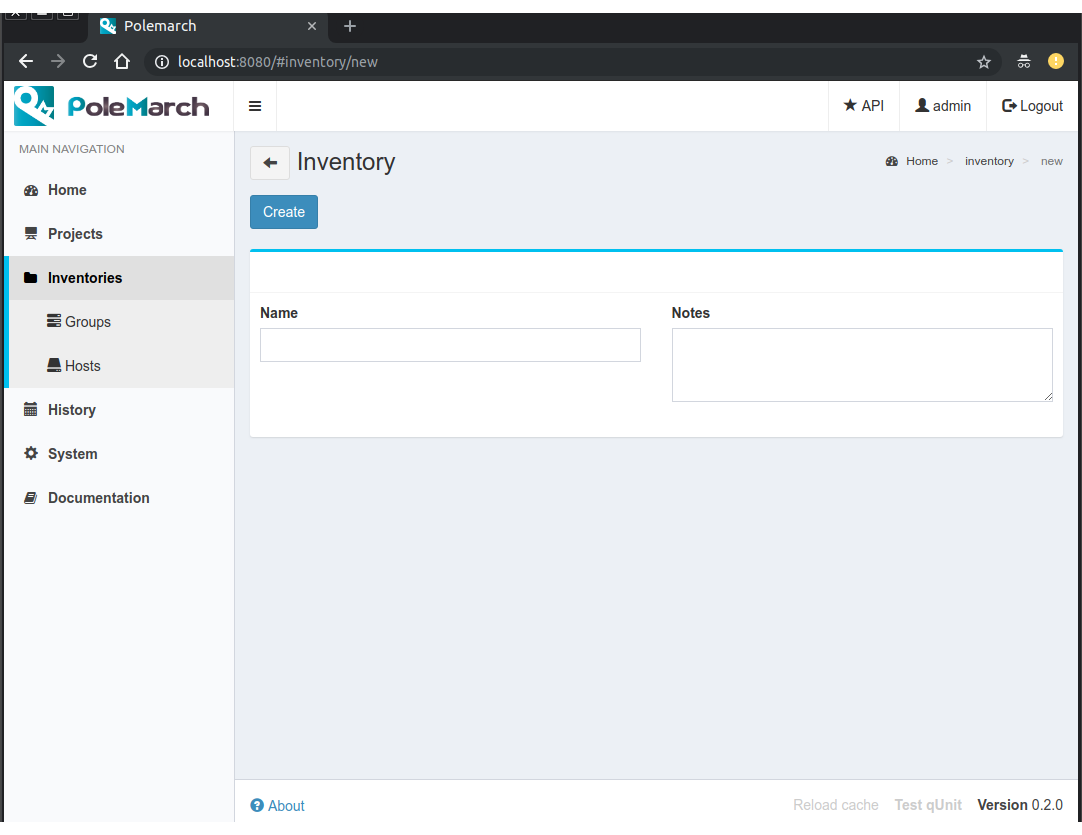 Polemarch
localhost:8080/#inventory/new
PoleMarch
API
admin
Logout
MAIN NAVIGATION
Home
Projects
Inventories
Groups
Hosts
History
System
Documentation
Inventory
Home > inventory > new
Create
Name
Notes
About
Reload cache Test qUnit Version 0.2.0